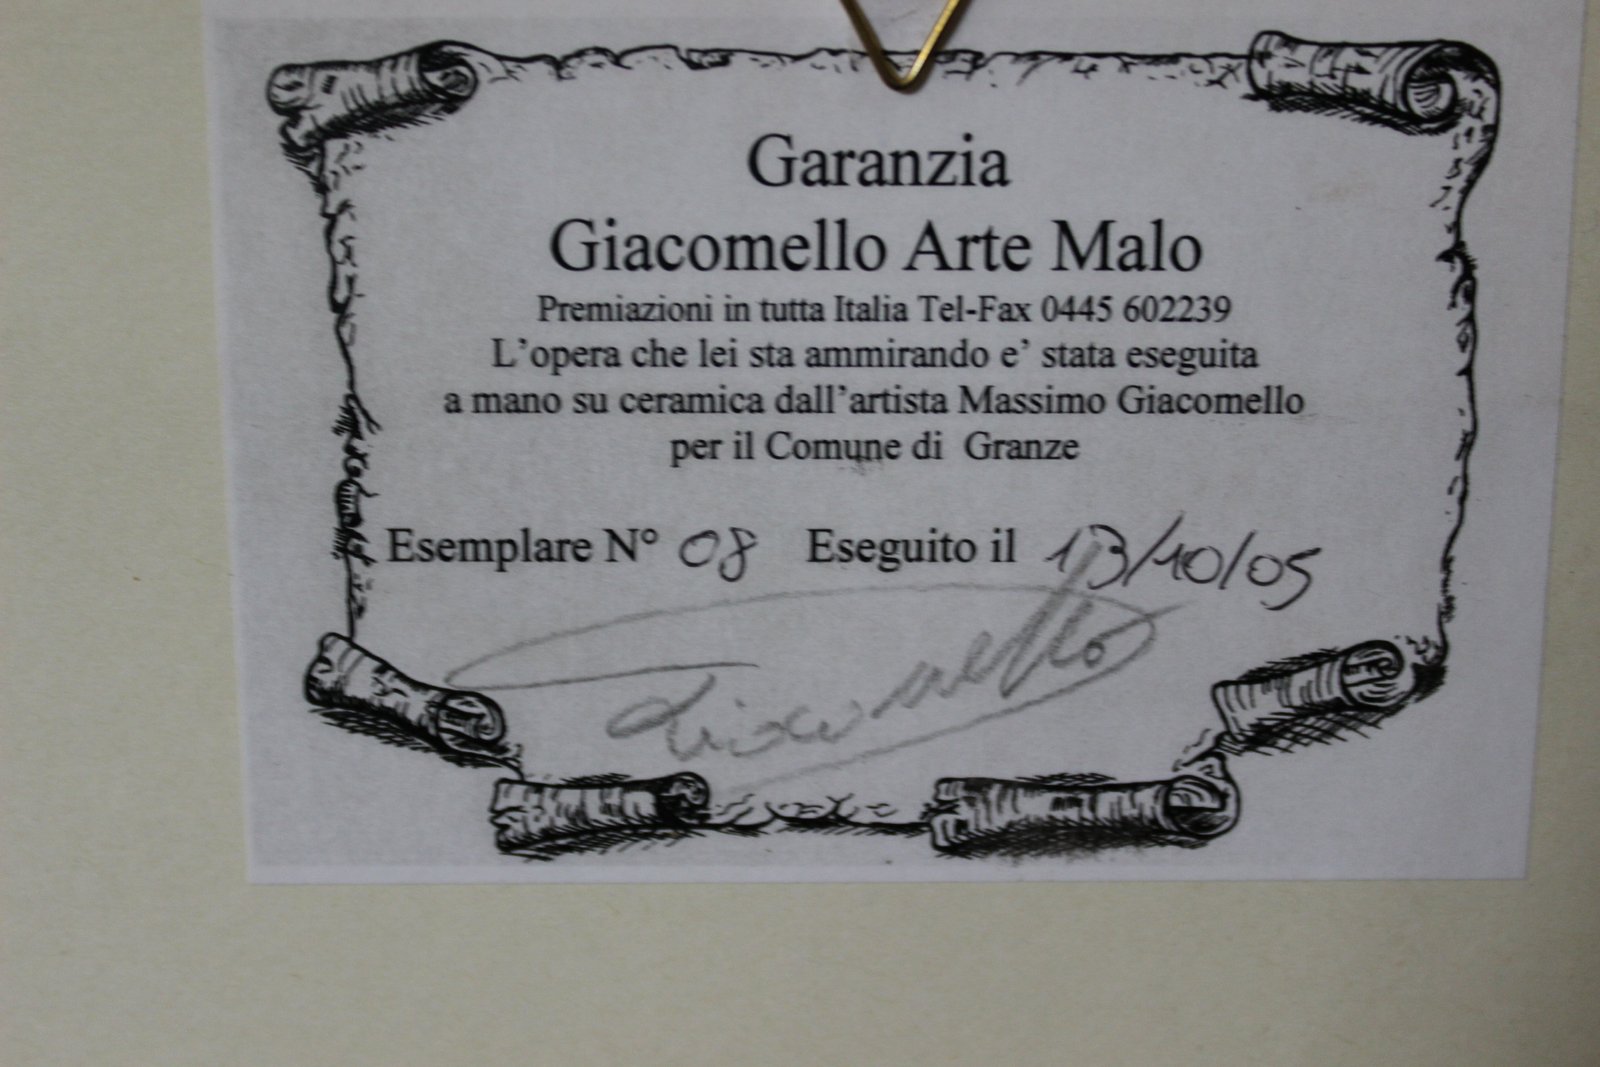 Garanzia
Giacomello Arte Malo
Premiazioni in tutta Italia Tel-Fax 0445 602239
L'opera che lei sta ammirando e' stata eseguita
a mano su ceramica dall'artista Massimo Giacomello
per il Comune di Granze
Esemplare N° 08 Eseguito il 13/10/05
Giacomello